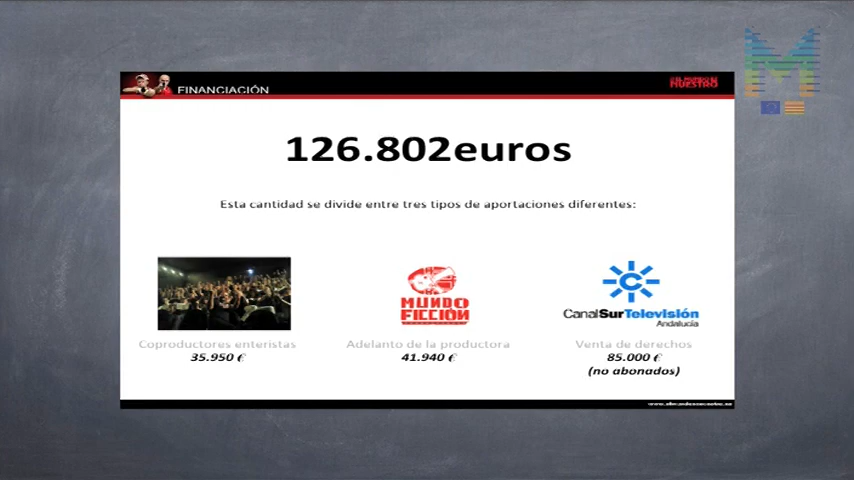 FINANCIACIÓN
126.802euros
Esta cantidad se divide entre tres tipos de aportaciones diferentes:
MUNDO
FICCIÓN
CanalSurTelevisión
Andalucía
Coproductores enteristas
Adelanto de la productora
Venta de derechos
35.950 €
41.940 €
85.000 €
(no abonados)